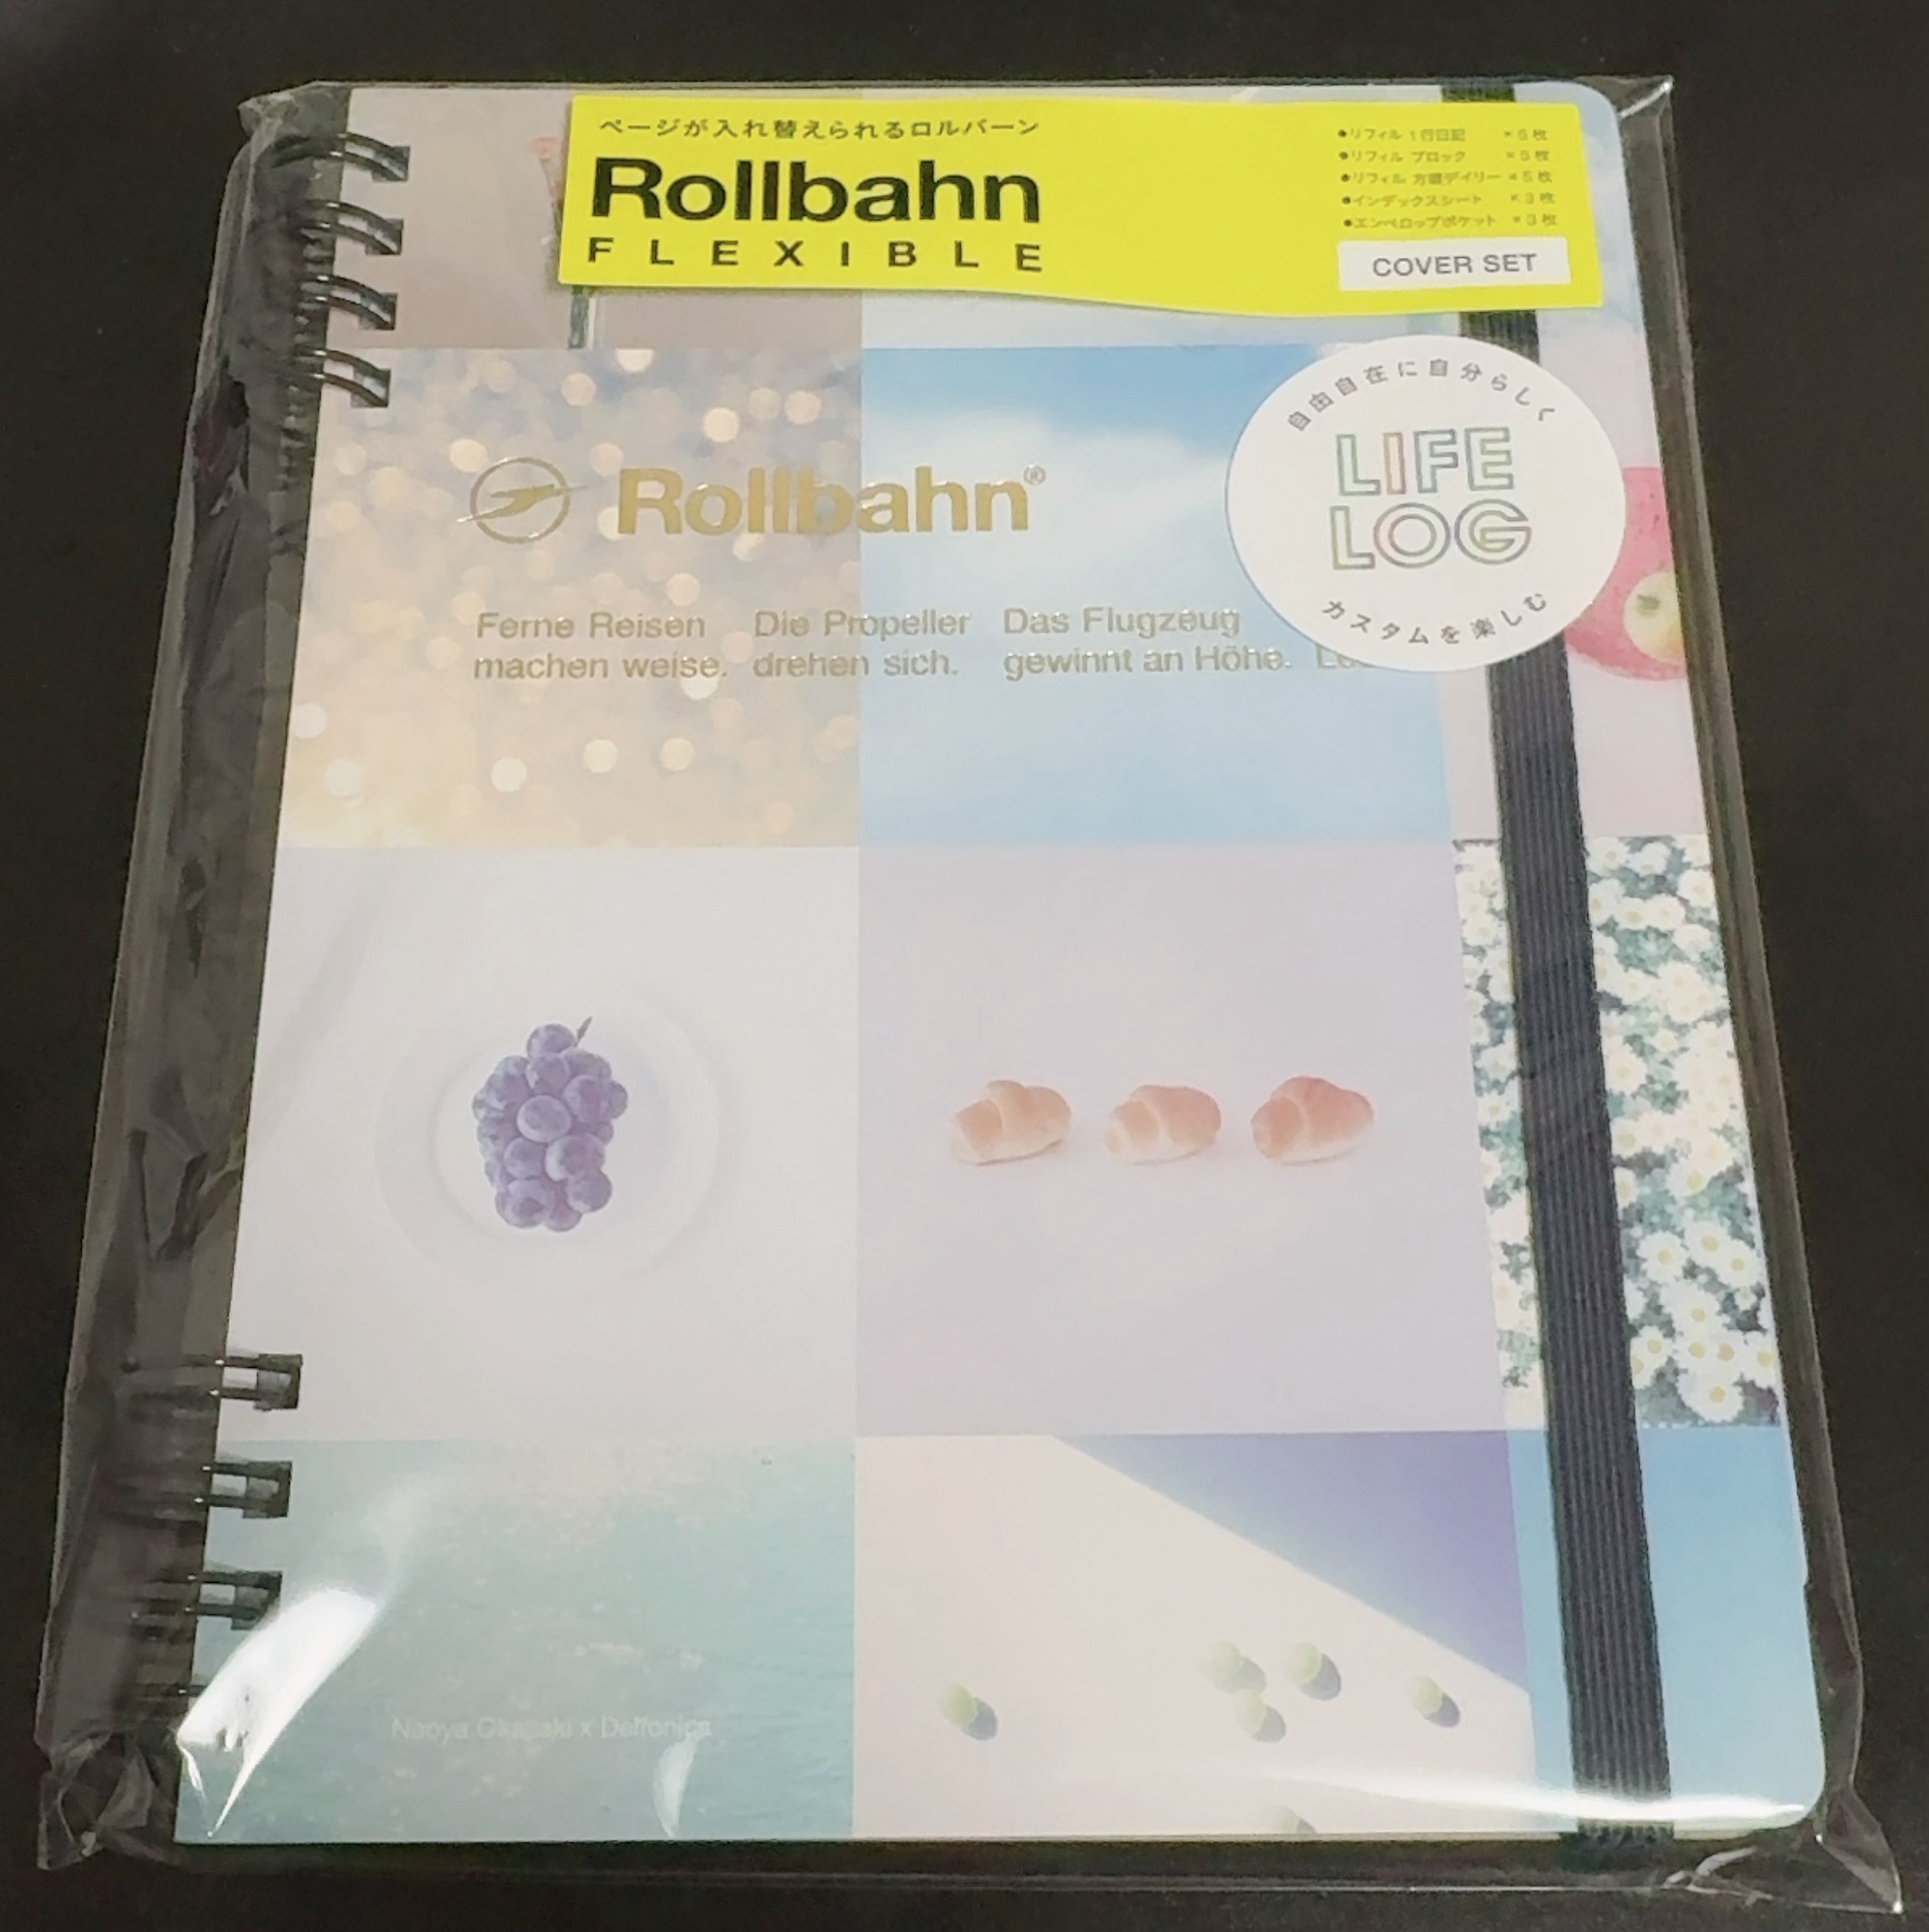 ページが入れ替えられるロルバーン
Rollbahn
FLEXIBLE
●リフィル 1行日記 ×5枚
●リフィル ブロック ×5枚
●リフィル 方眼デイリー ×5枚
●インデックスシート ×3枚
●エンベロップポケット ×3枚
COVER SET
自由自在に自分らしく
LIFE
LOG
カスタムを楽しむ
Rollbahn®
Ferne Reisen Die Propeller Das Flugzeug
machen weise. drehen sich. gewinnt an Höhe.
Naoya Okazaki x Delfonics